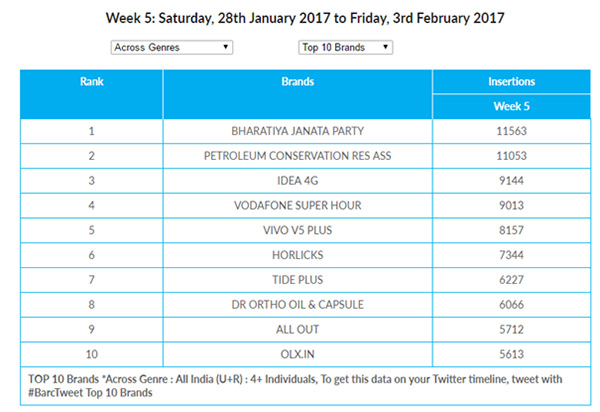 Week 5: Saturday, 28th January 2017 to Friday, 3rd February 2017
Across Genres Top 10 Brands
Rank Brands Insertions
Week 5
1 BHARATIYA JANATA PARTY 11563
2 PETROLEUM CONSERVATION RES ASS 11053
3 IDEA 4G 9144
4 VODAFONE SUPER HOUR 9013
5 VIVO V5 PLUS 8157
6 HORLICKS 7344
7 TIDE PLUS 6227
8 DR ORTHO OIL & CAPSULE 6066
9 ALL OUT 5712
10 OLX.IN 5613
TOP 10 Brands *Across Genre : All India (U+R) : 4+ Individuals, To get this data on your Twitter timeline, tweet with
#BarcTweet Top 10 Brands